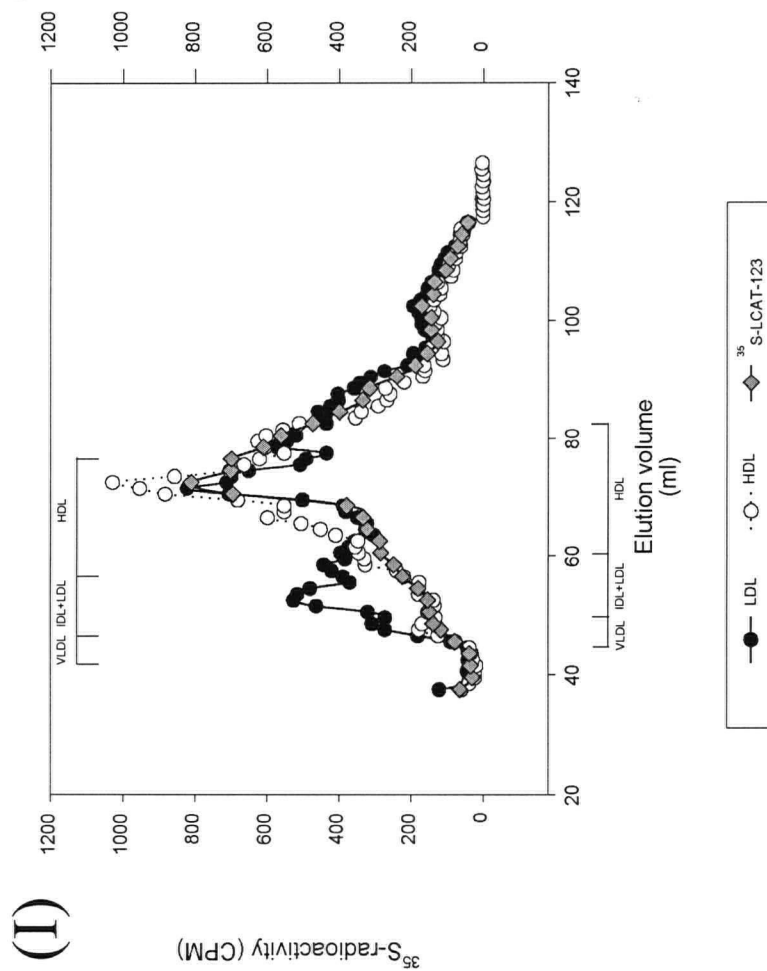 (I)
1200 1000 800 600 400 200 0
³⁵S-radioactivity (CPM)
VLDL IDL+LDL HDL
VLDL IDL+LDL HDL
20 40 60 80 100 120 140
Elution volume
(ml)
1200 1000 800 600 400 200 0
LDL HDL ³⁵S-LCAT-123